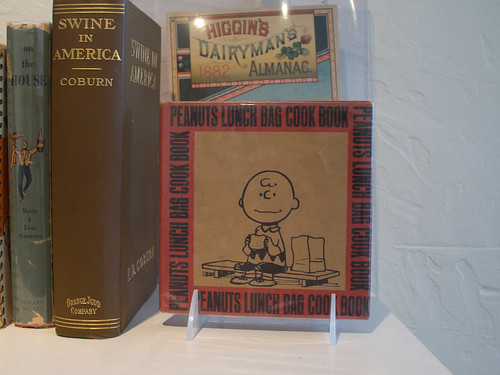 on
the
HOUSE
SWINE
IN
AMERICA
COBURN
ORANGE JUDD
COMPANY
SWINE IN
AMERICA
F. D. COBURN
HIGGIN'S
DAIRYMAN'S
1882 ALMANAC
PEANUTS LUNCH BAG COOK BOOK
PEANUTS LUNCH BAG COOK BOOK
PEANUTS LUNCH BAG COOK BOOK
PEANUTS LUNCH BAG COOK BOOK